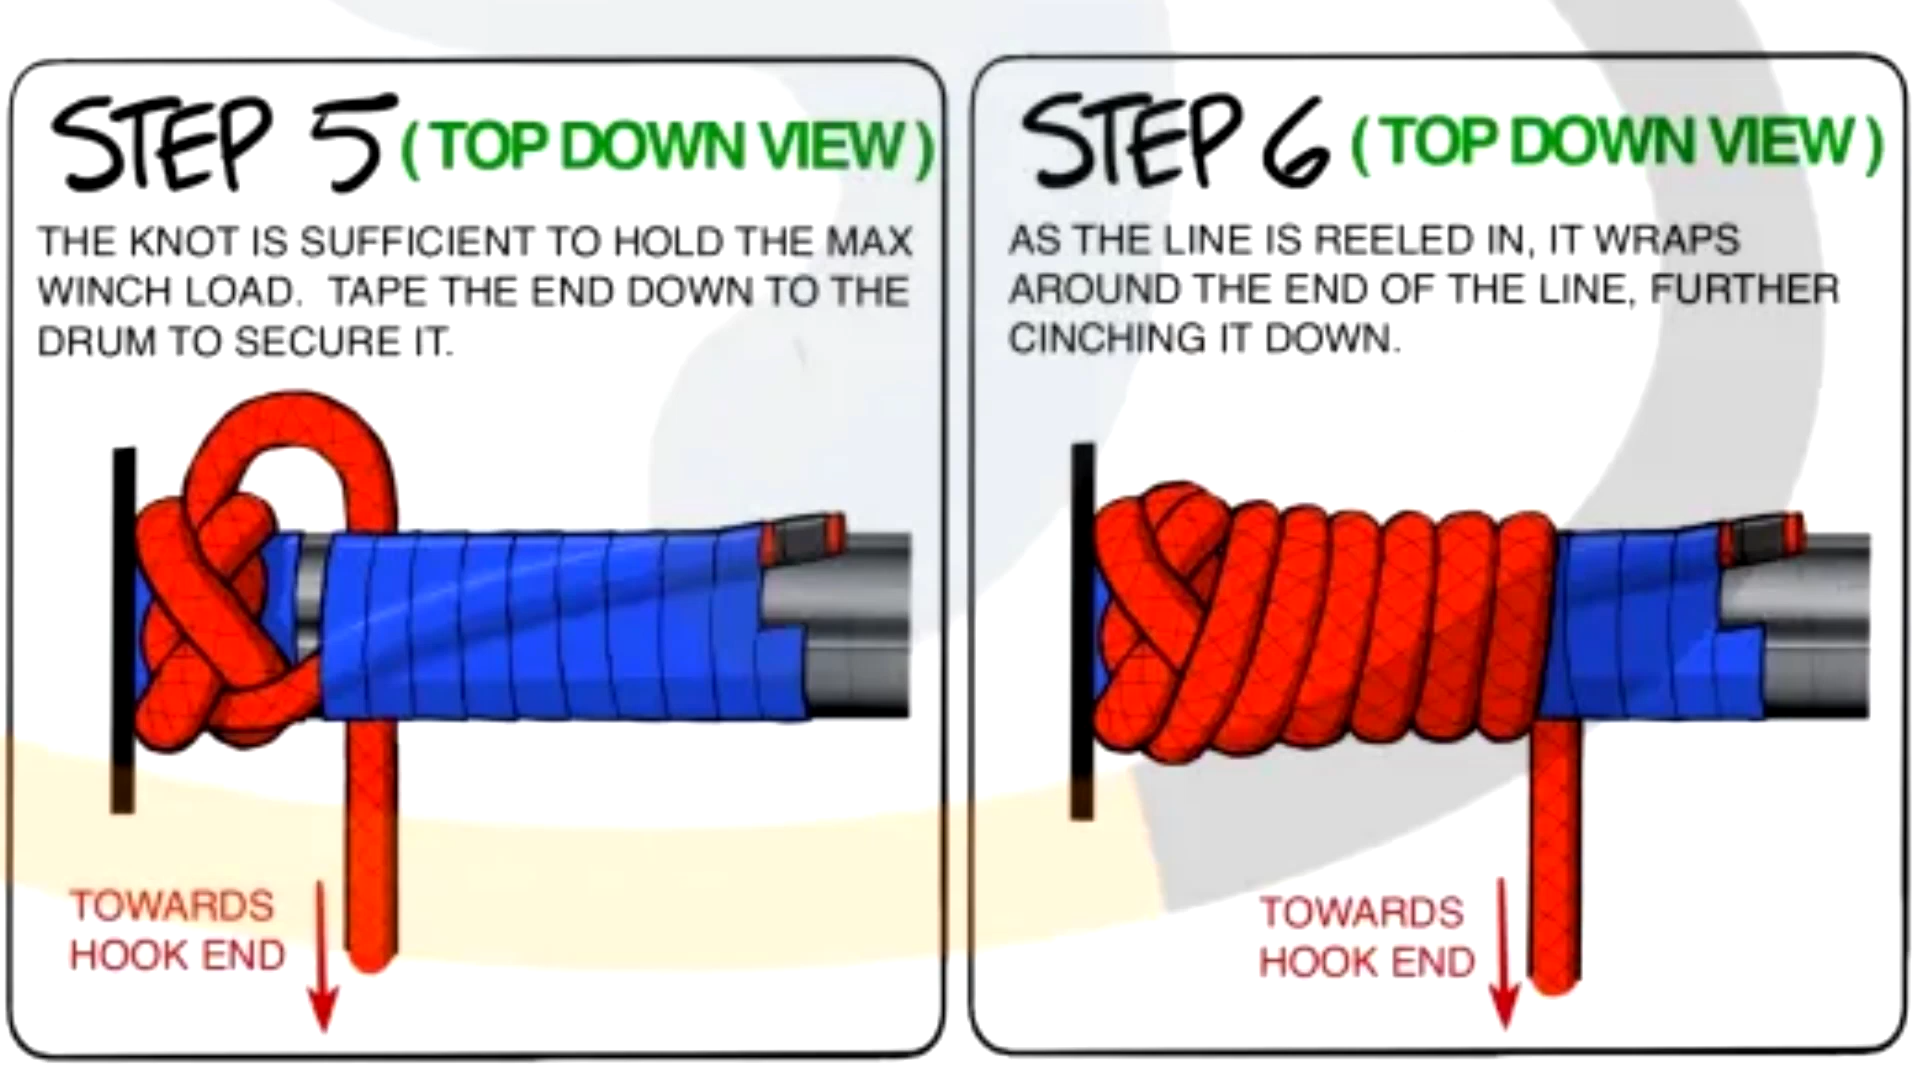 STEP 5 ( TOP DOWN VIEW )
THE KNOT IS SUFFICIENT TO HOLD THE MAX
WINCH LOAD. TAPE THE END DOWN TO THE
DRUM TO SECURE IT.
TOWARDS
HOOK END
STEP 6 ( TOP DOWN VIEW )
AS THE LINE IS REELED IN, IT WRAPS
AROUND THE END OF THE LINE, FURTHER
CINCHING IT DOWN.
TOWARDS
HOOK END